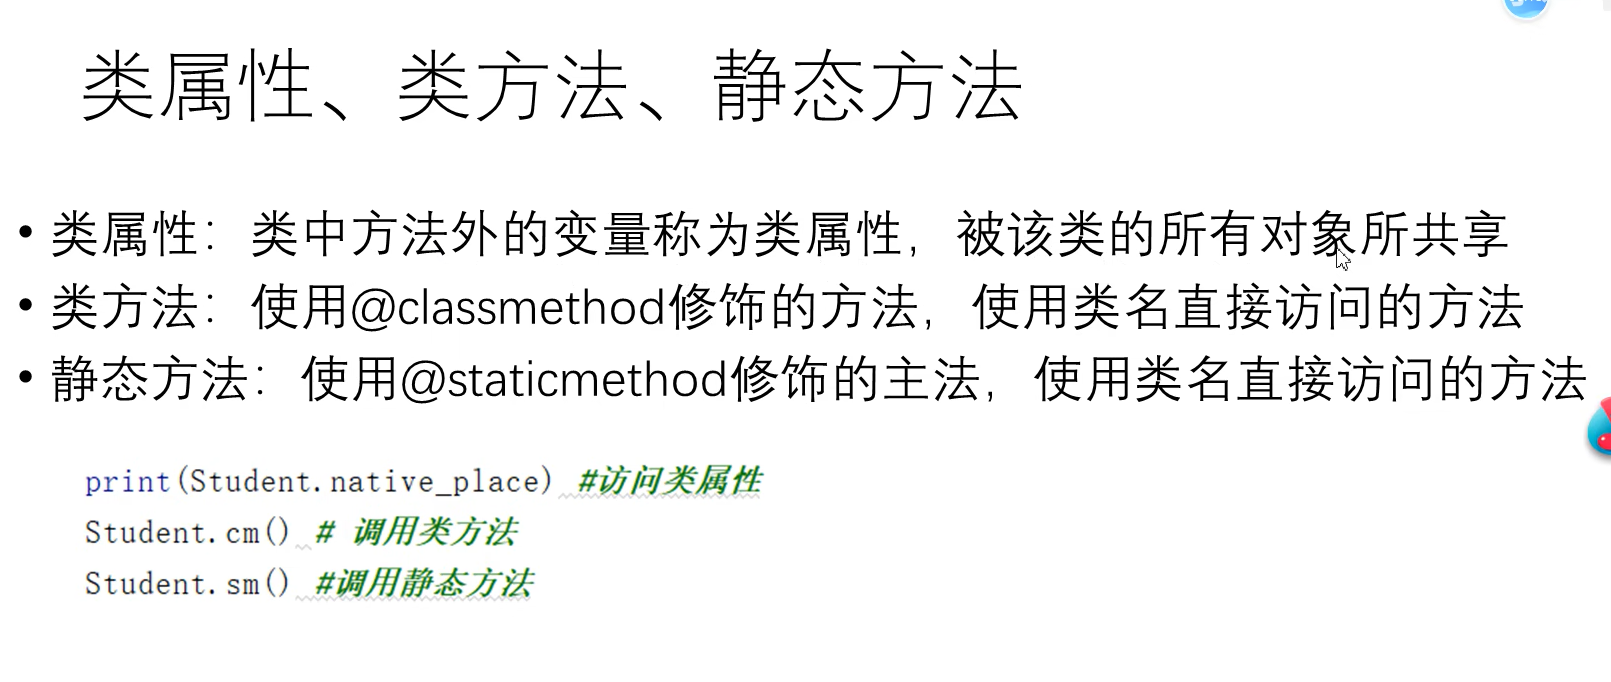 类属性、类方法、静态方法
• 类属性：类中方法外的变量称为类属性，被该类的所有对象所共享
• 类方法：使用@classmethod修饰的方法，使用类名直接访问的方法
• 静态方法：使用@staticmethod修饰的主法，使用类名直接访问的方法
print(Student.native_place) #访问类属性
Student.cm() # 调用类方法
Student.sm() #调用静态方法